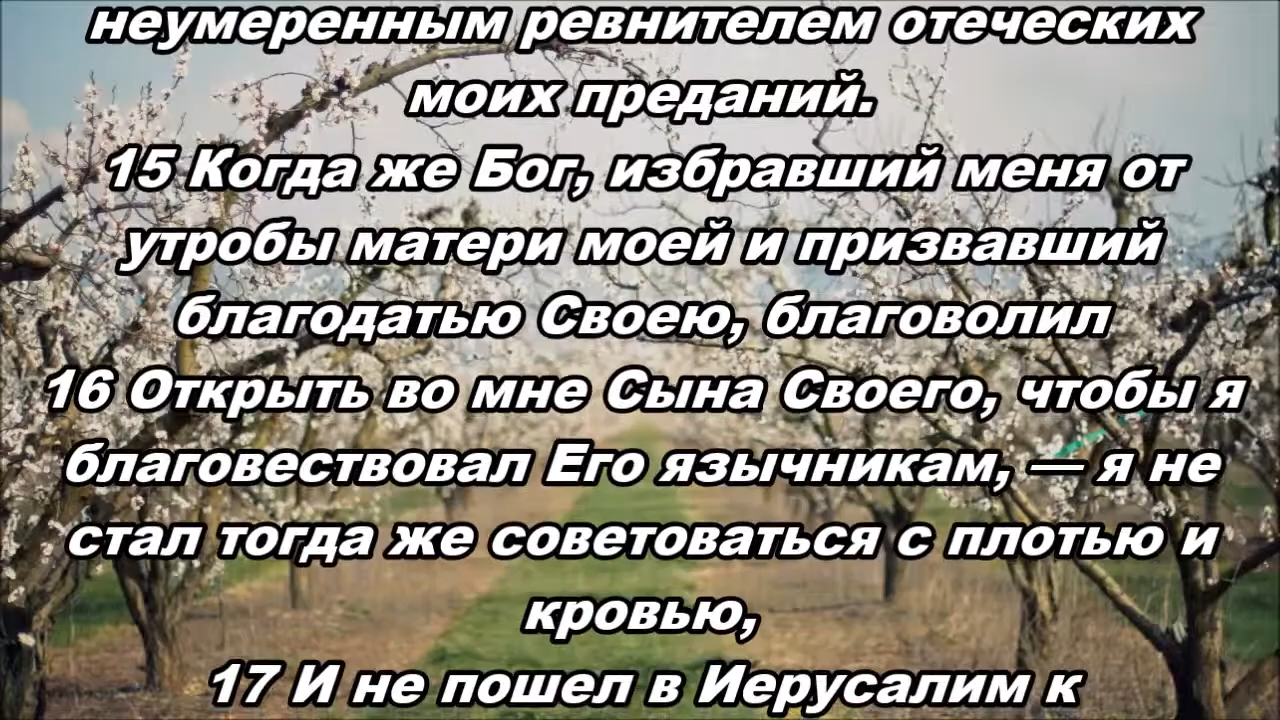 неумеренным ревнителем отеческих
моих преданий.
15 Когда же Бог, избравший меня от
утробы матери моей и призвавший
благодатью Своею, благоволил
16 Открыть во мне Сына Своего, чтобы я
благовествовал Его язычникам, — я не
стал тогда же советоваться с плотью и
кровью,
17 И не пошел в Иерусалим к